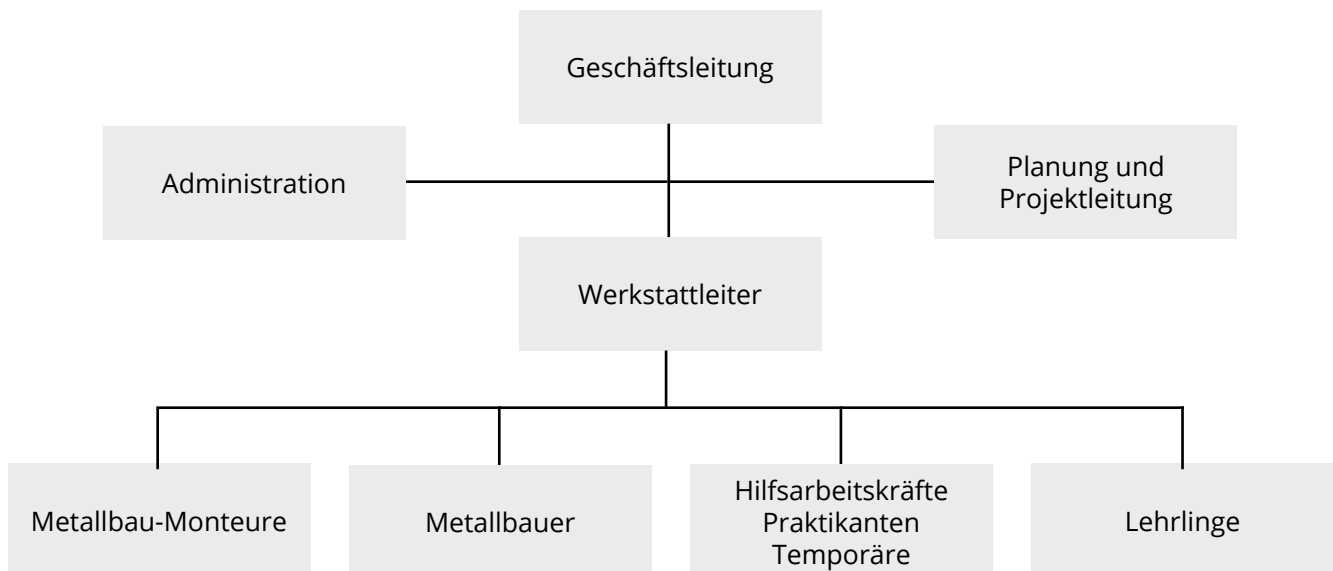 Geschäftsleitung
Administration
Planung und
Projektleitung
Werkstattleiter
Metallbau-Monteure
Metallbauer
Hilfsarbeitskräfte
Praktikanten
Temporäre
Lehrlinge